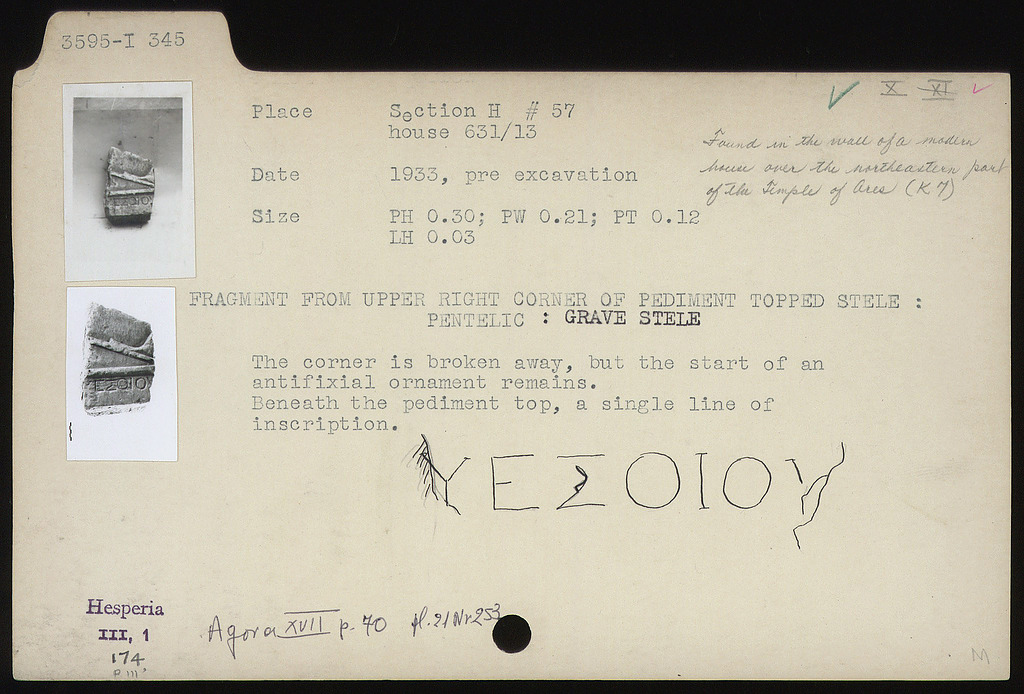 3595-I 345
X XI
Place Section H # 57
house 631/13
Found in the wall of a modern
house over the northeastern part
of the Temple of Ares (K 7)
Date 1933, pre excavation
Size PH 0.30; PW 0.21; PT 0.12
LH 0.03
FRAGMENT FROM UPPER RIGHT CORNER OF PEDIMENT TOPPED STELE :
PENTELIC : GRAVE STELE
The corner is broken away, but the start of an
antifixial ornament remains.
Beneath the pediment top, a single line of
inscription.
ΥΕΣΟΙΟΥ
Hesperia
III, 1
174
P 111
Agora XVII p. 70 pl. 21 Nr 253
M